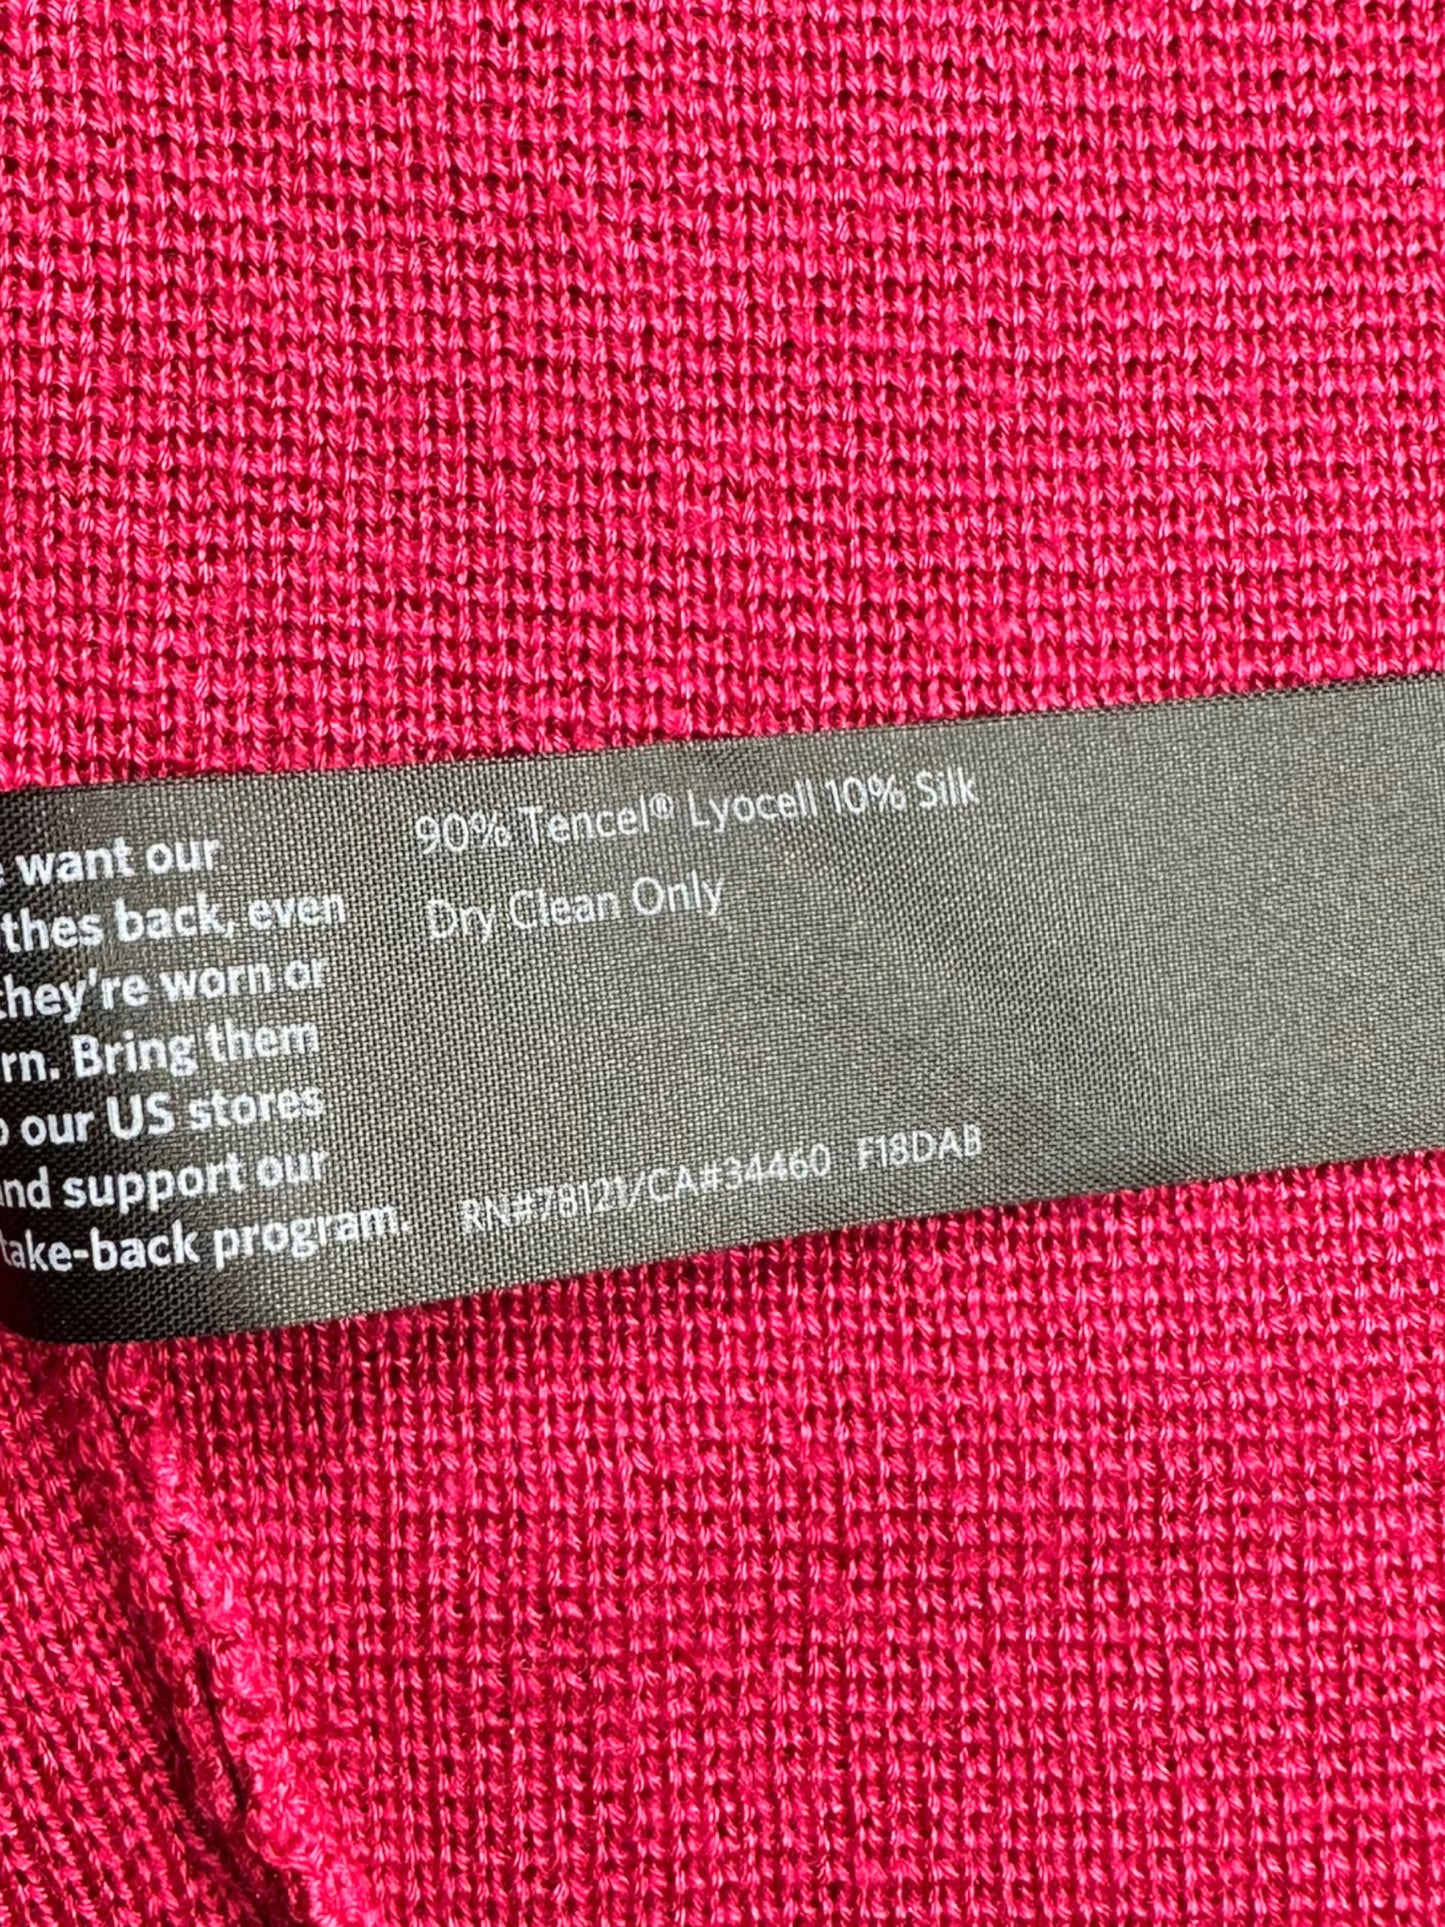 want our
thes back, even
they're worn or
rn. Bring them
our US stores
nd support our
take-back program.
90% Tencel® Lyocell 10% Silk
Dry Clean Only
RN#78121/CA#34460 F18DAB